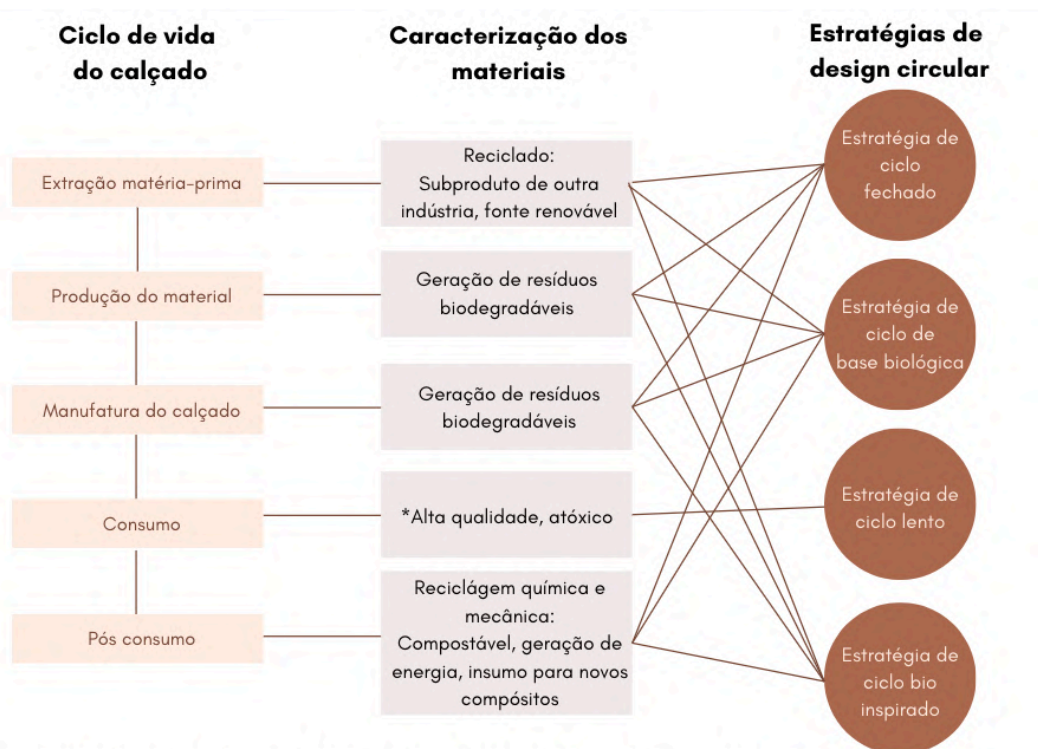 Ciclo de vida
do calçado
Caracterização dos
materiais
Estratégias de
design circular
Extração matéria-prima
Reciclado:
Subproduto de outra
indústria, fonte renovável
Estratégia de
ciclo
fechado
Produção do material
Geração de resíduos
biodegradáveis
Estratégia de
ciclo de
base biológica
Manufatura do calçado
Geração de resíduos
biodegradáveis
Consumo
*Alta qualidade, atóxico
Estratégia de
ciclo lento
Pós consumo
Reciclágem química e
mecânica:
Compostável, geração de
energia, insumo para novos
compósitos
Estratégia de
ciclo bio
inspirado